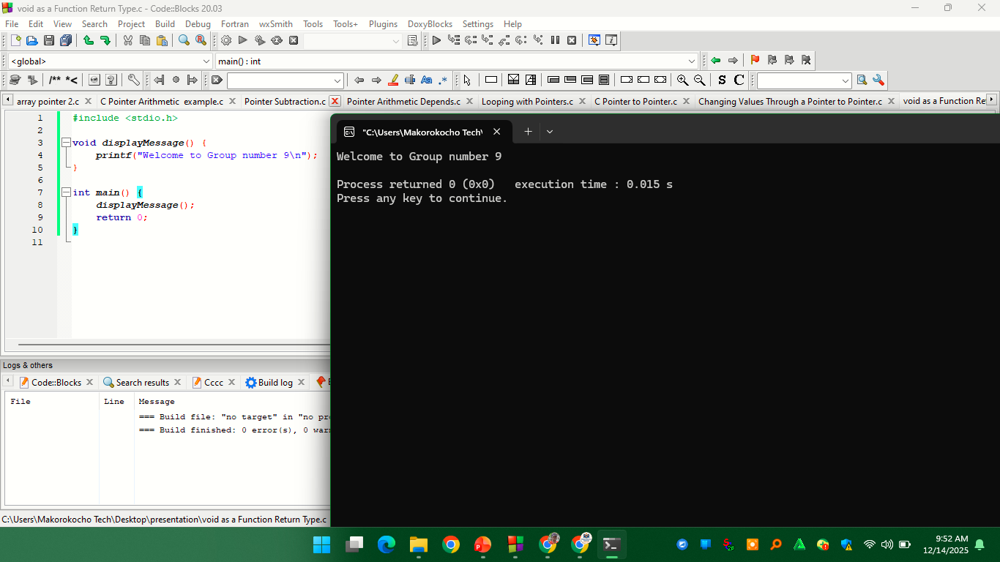 void as a Function Return Type.c - Code::Blocks 20.03
File Edit View Search Project Build Debug Fortran wxSmith Tools Tools+ Plugins DoxyBlocks Settings Help
<global> main() : int
/** *< Aa .* S C
array pointer 2.c C Pointer Arithmetic example.c Pointer Subtraction.c Pointer Arithmetic Depends.c Looping with Pointers.c C Pointer to Pointer.c Changing Values Through a Pointer to Pointer.c void as a Function Re
1 #include <stdio.h>
2
3 void displayMessage() {
4 printf("Welcome to Group number 9\n");
5 }
6
7 int main() {
8 displayMessage();
9 return 0;
10 }
11
"C:\Users\Makorokocho Tech\
Welcome to Group number 9
Process returned 0 (0x0) execution time : 0.015 s
Press any key to continue.
Logs & others
Code::Blocks Search results Cccc Build log
File Line Message
=== Build file: "no target" in "no pr
=== Build finished: 0 error(s), 0 war
C:\Users\Makorokocho Tech\Desktop\presentation\void as a Function Return Type.c
9:52 AM
12/14/2025